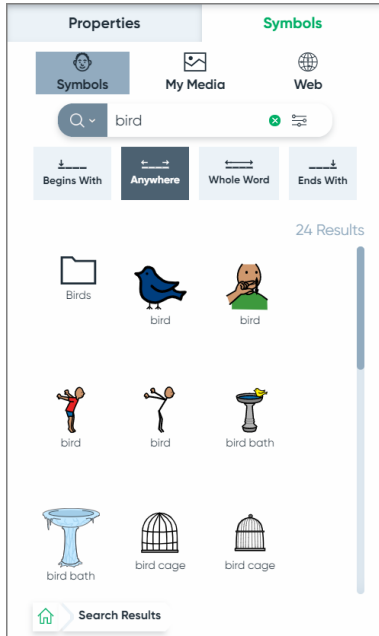 Properties Symbols
Symbols My Media Web
bird
Begins With Anywhere Whole Word Ends With
24 Results
Birds bird bird
bird bird bird bath
bird bath bird cage bird cage
Search Results